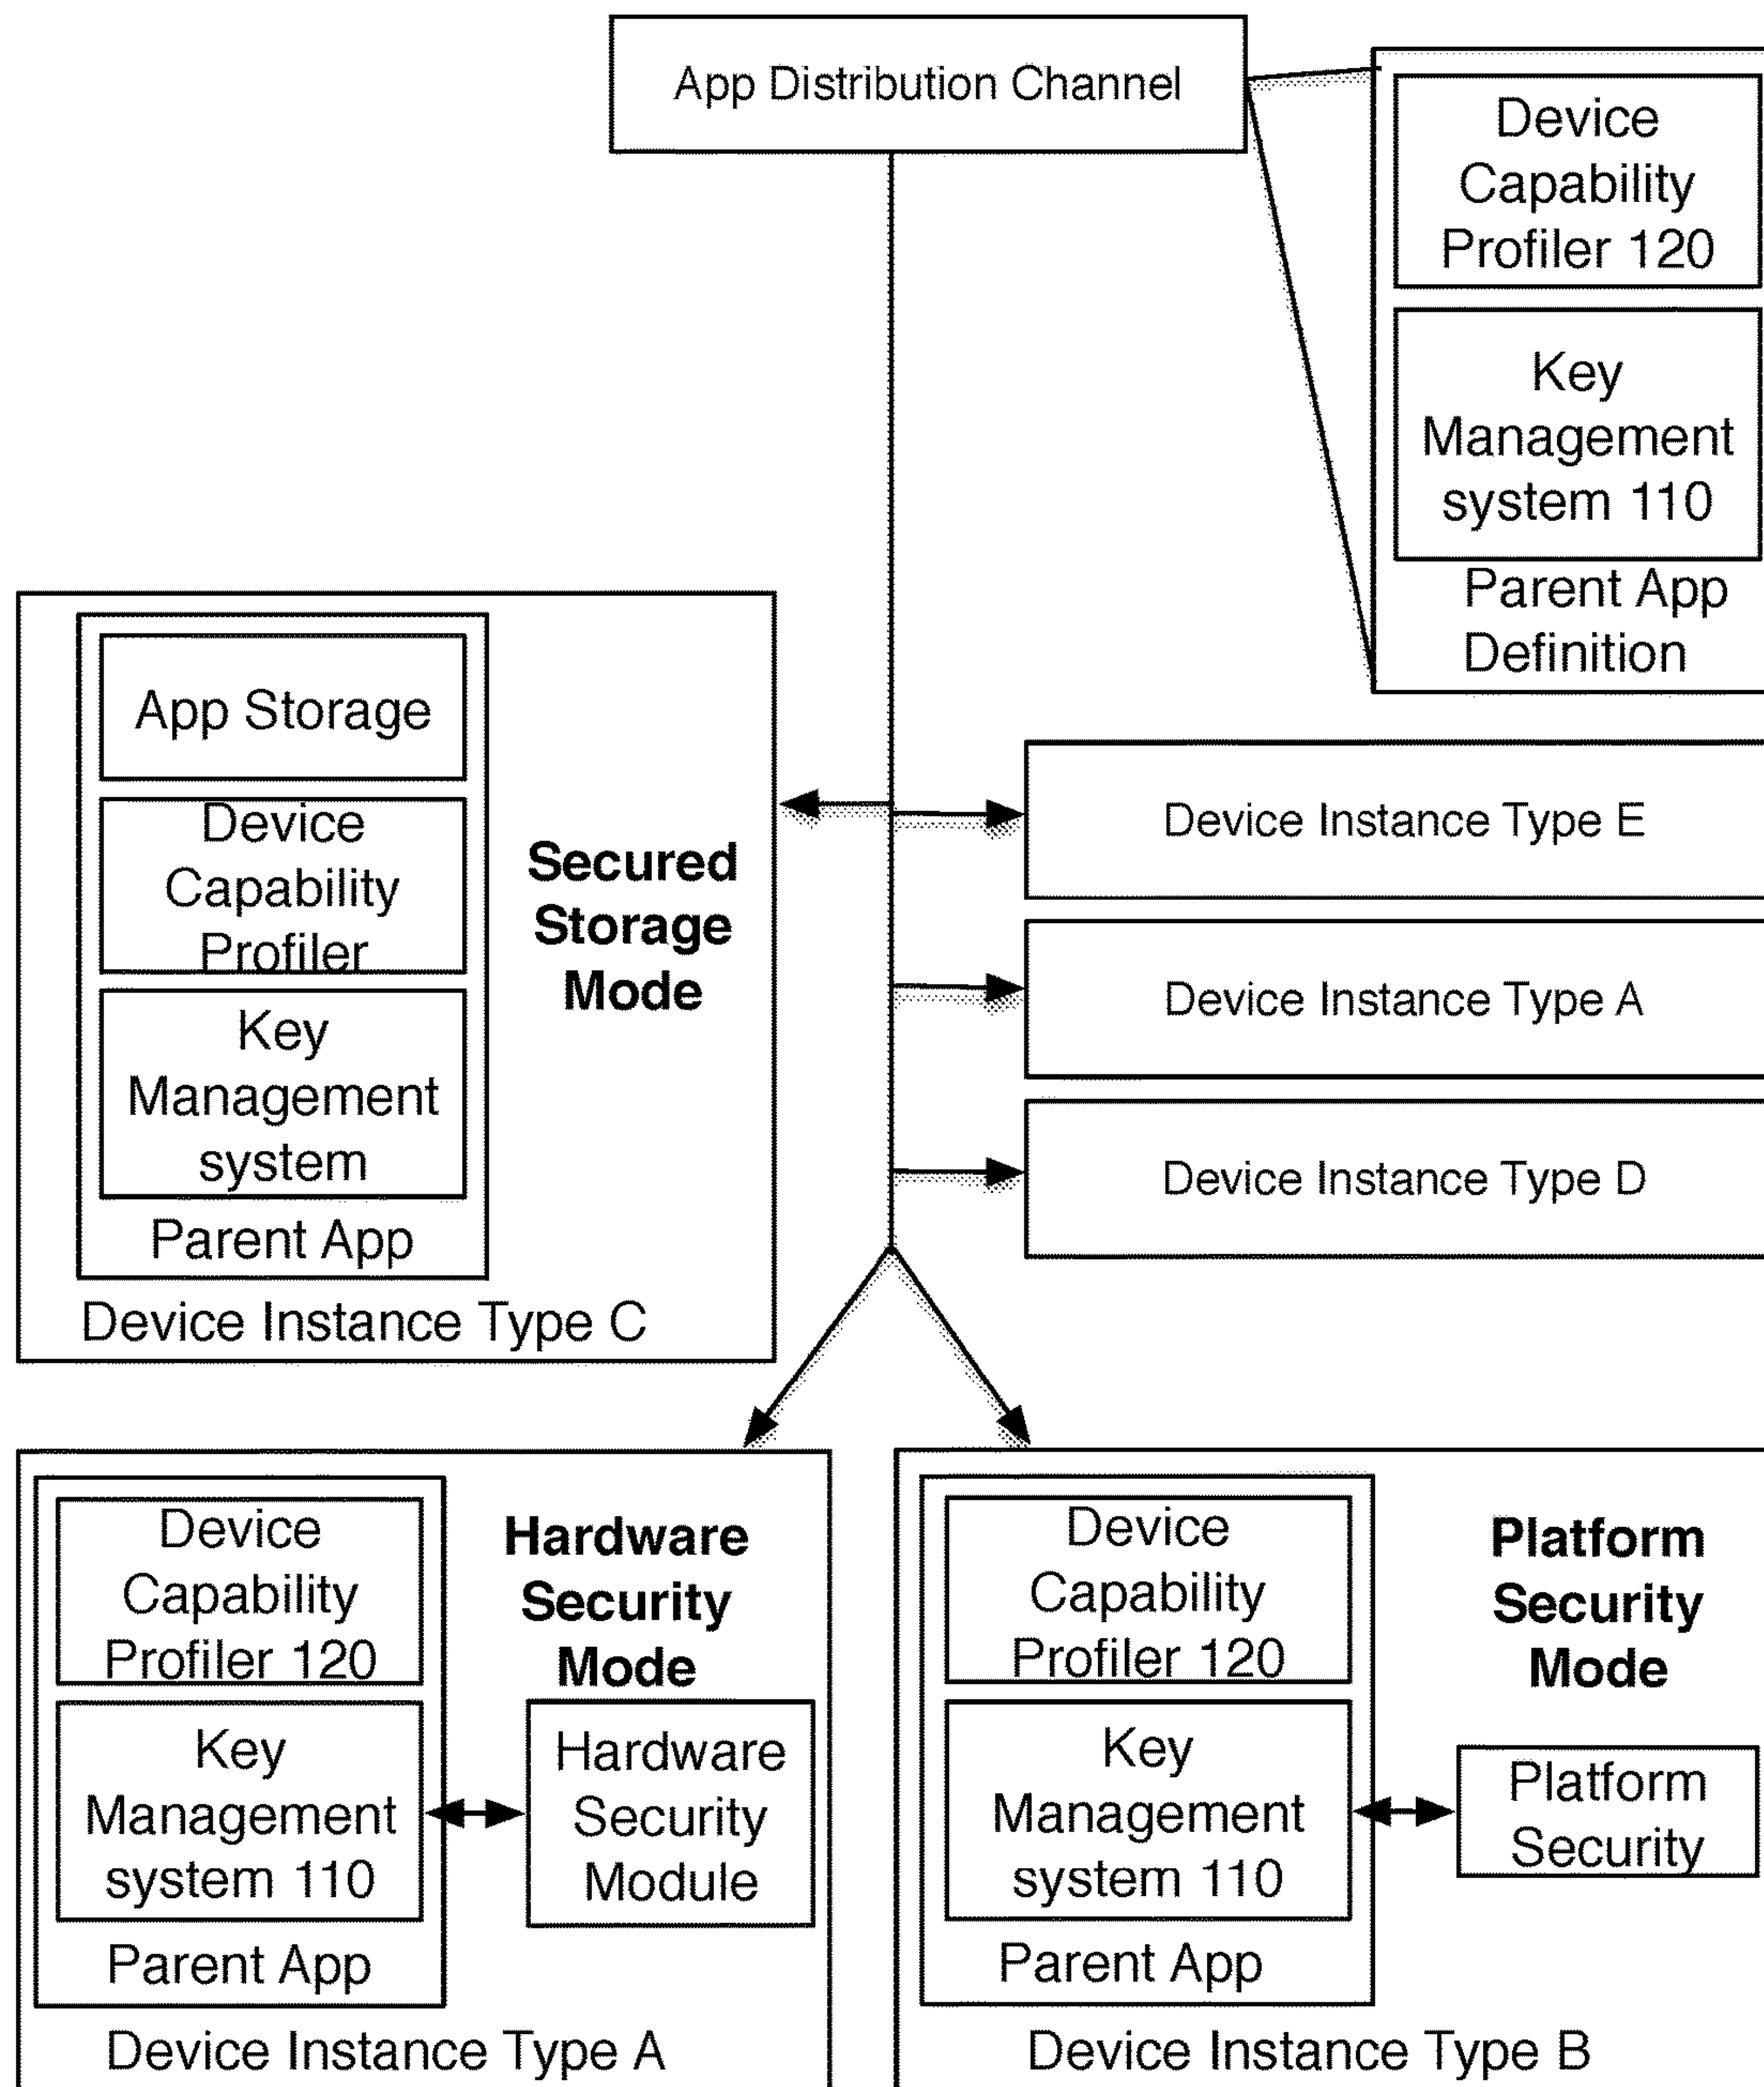 App Distribution Channel
Device
Capability
Profiler 120
Key
Management
system 110
Parent App
Definition
App Storage
Device
Capability
Profiler
Key
Management
system
Parent App
Secured
Storage
Mode
Device Instance Type C
Device Instance Type E
Device Instance Type A
Device Instance Type D
Device
Capability
Profiler 120
Key
Management
system 110
Parent App
Hardware
Security
Mode
Hardware
Security
Module
Device Instance Type A
Device
Capability
Profiler 120
Key
Management
system 110
Parent App
Platform
Security
Mode
Platform
Security
Device Instance Type B